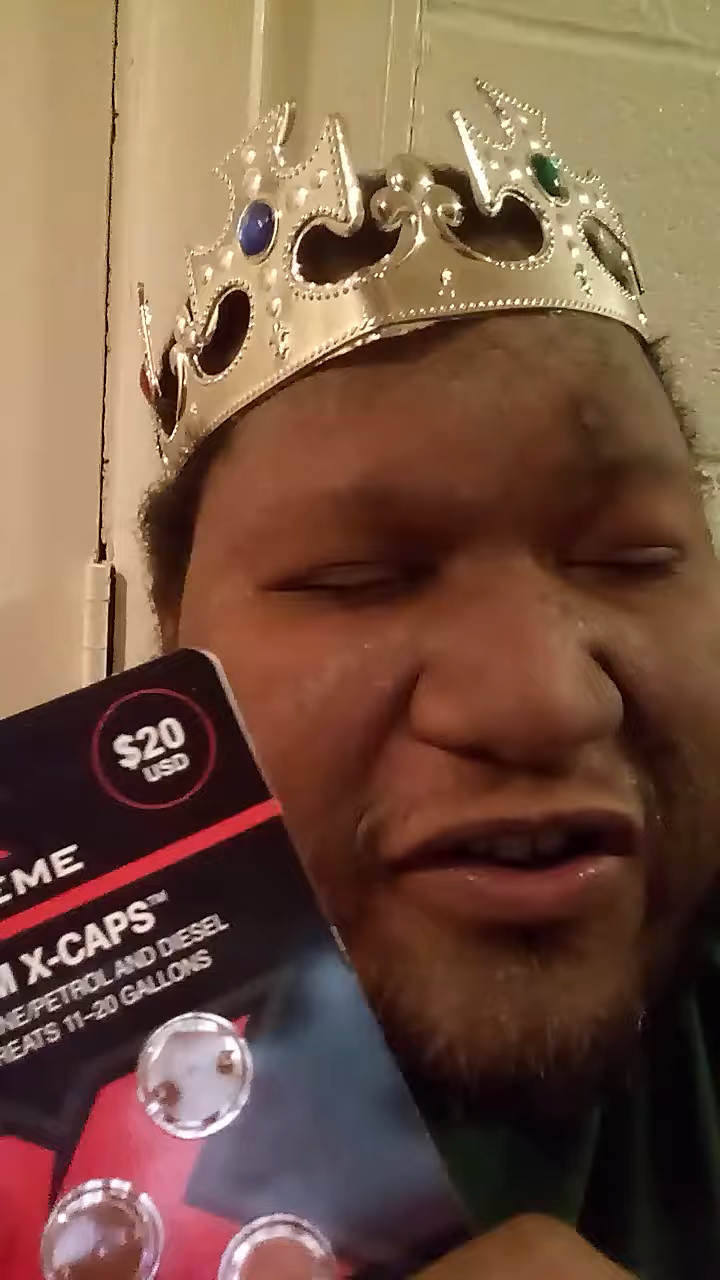 $20
USD
EME
M X-CAPS™
NE/PETROL AND DIESEL
REATS 11-20 GALLONS